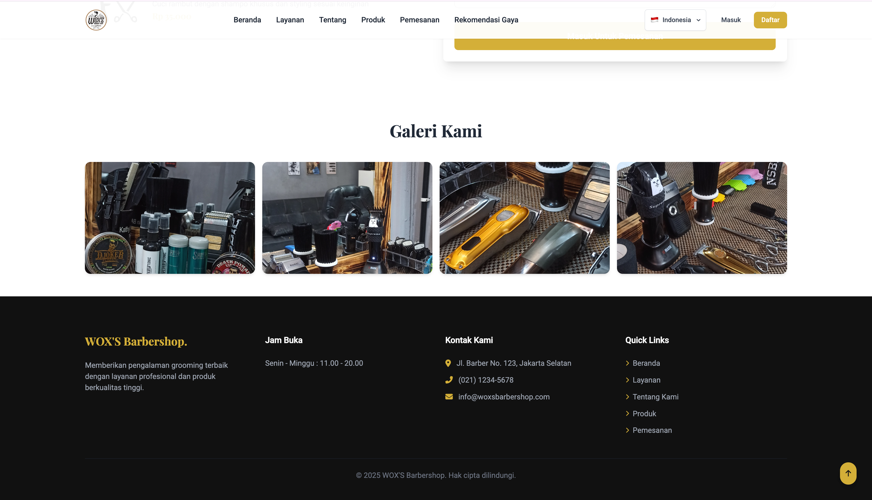 WOX'S
Beranda
Layanan
Tentang
Produk
Pemesanan
Rekomendasi Gaya
Indonesia
Masuk
Daftar
Galeri Kami
WOX'S Barbershop.
Memberikan pengalaman grooming terbaik
dengan layanan profesional dan produk
berkualitas tinggi.
Jam Buka
Senin - Minggu : 11.00 - 20.00
Kontak Kami
Jl. Barber No. 123, Jakarta Selatan
(021) 1234-5678
info@woxsbarbershop.com
Quick Links
Beranda
Layanan
Tentang Kami
Produk
Pemesanan
© 2025 WOX'S Barbershop. Hak cipta dilindungi.